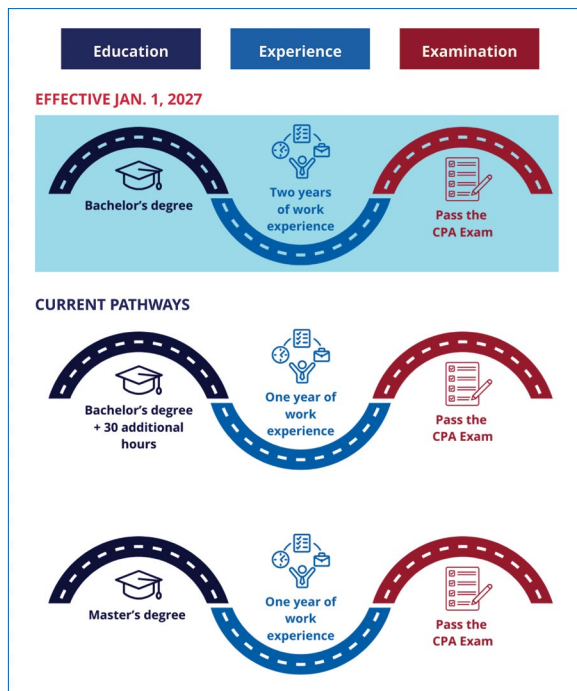 Education
Experience
Examination
EFFECTIVE JAN. 1, 2027
Bachelor's degree
Two years
of work
experience
Pass the
CPA Exam
CURRENT PATHWAYS
Bachelor's degree
+ 30 additional
hours
One year of
work
experience
Pass the
CPA Exam
Master's degree
One year of
work
experience
Pass the
CPA Exam